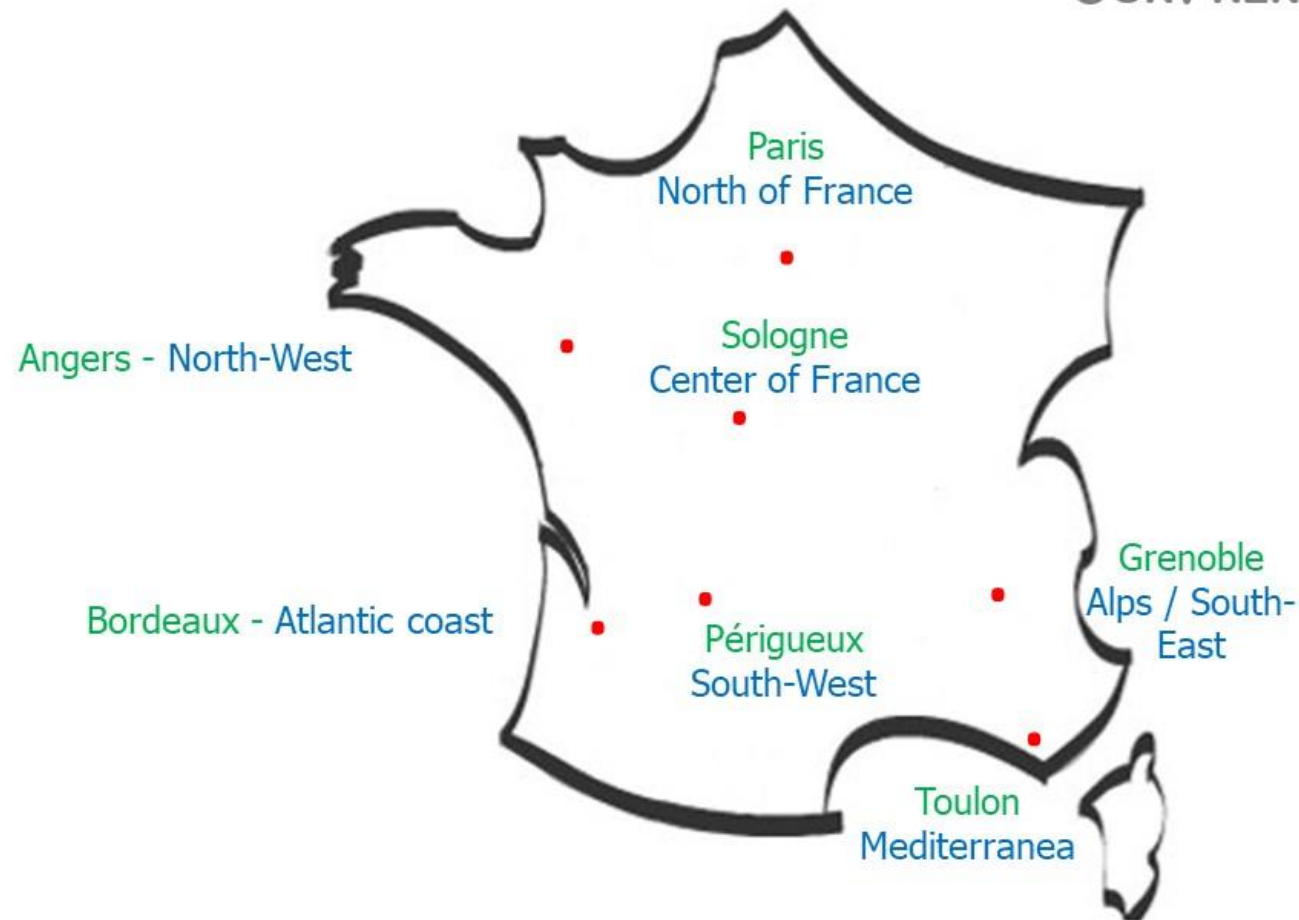 Paris
North of France
Angers - North-West
Sologne
Center of France
Bordeaux - Atlantic coast
Périgueux
South-West
Grenoble
Alps / South-
East
Toulon
Mediterranea